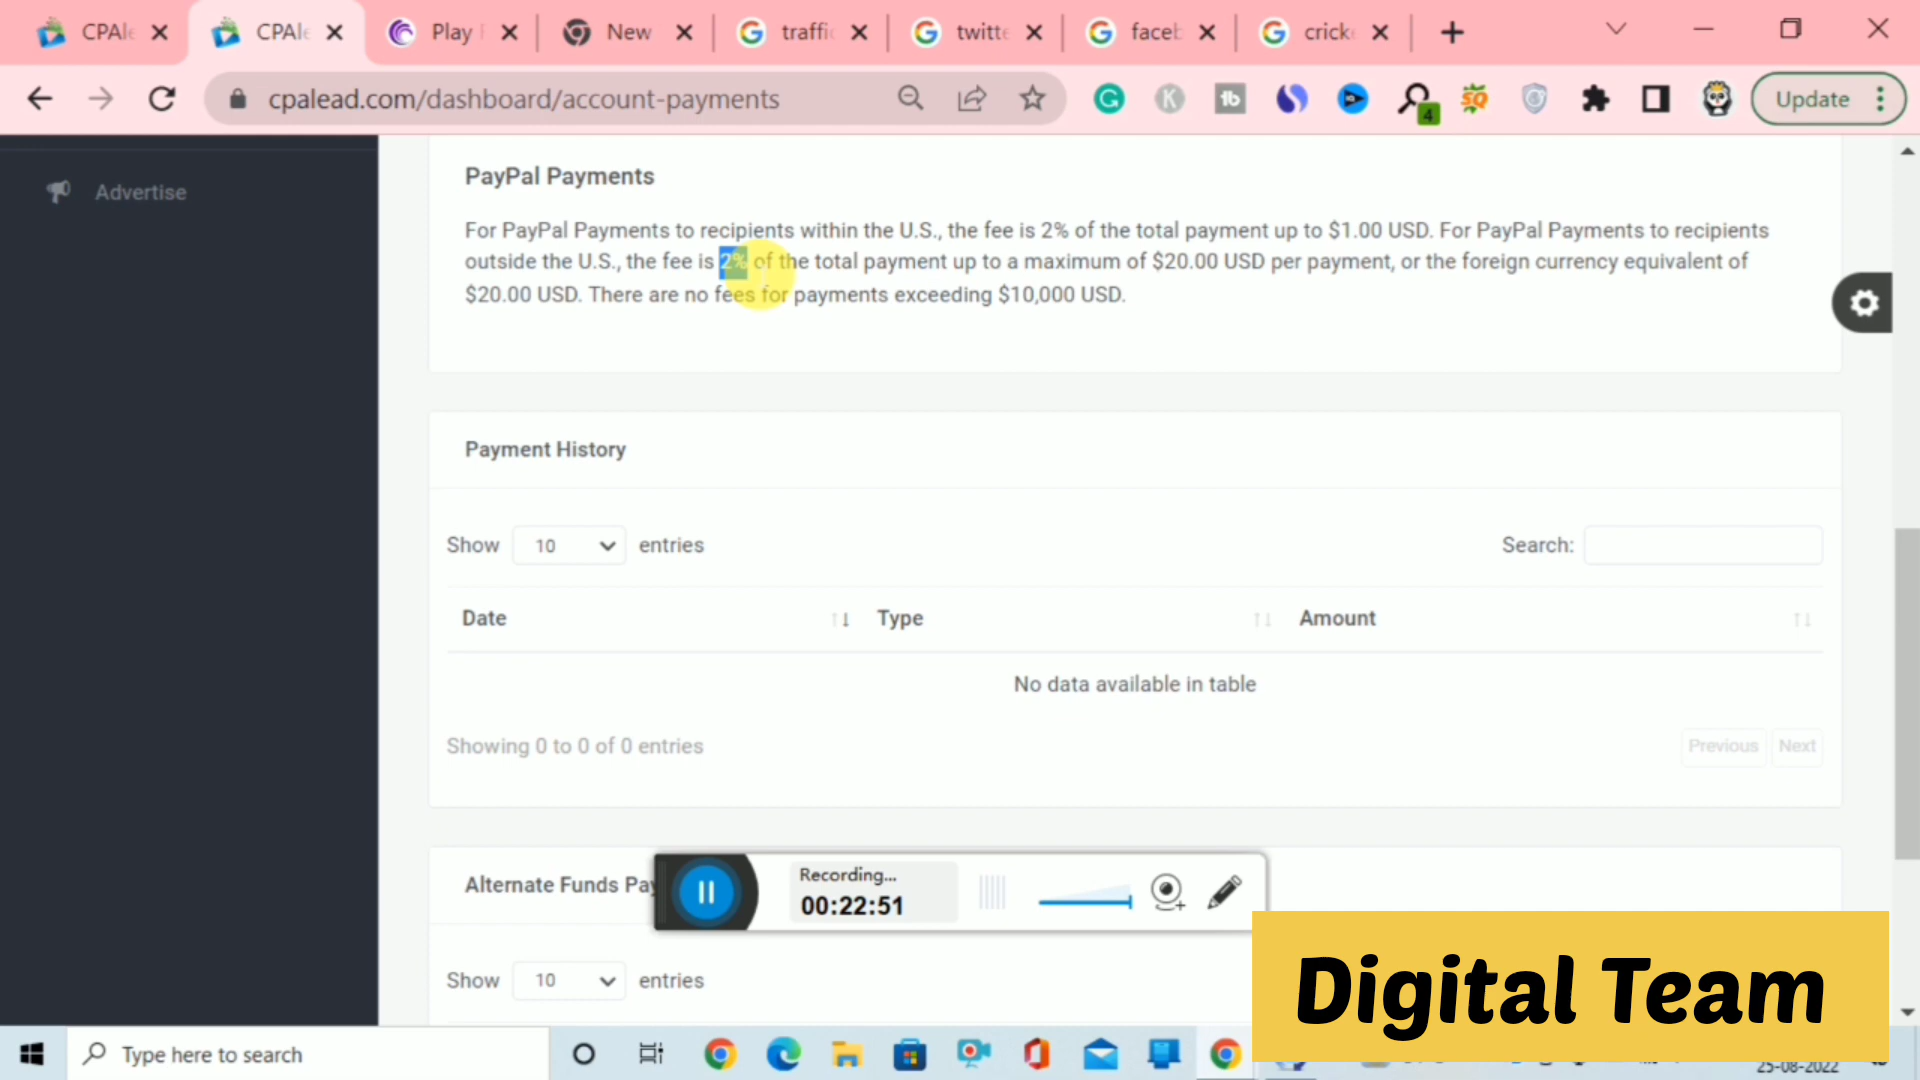 CPAle
CPAle
Play
New
traffi
twitte
faceb
crick
cpalead.com/dashboard/account-payments
Update
Advertise
PayPal Payments
For PayPal Payments to recipients within the U.S., the fee is 2% of the total payment up to $1.00 USD. For PayPal Payments to recipients
outside the U.S., the fee is 2% of the total payment up to a maximum of $20.00 USD per payment, or the foreign currency equivalent of
$20.00 USD. There are no fees for payments exceeding $10,000 USD.
Payment History
Show 10 entries
Search:
Date
Type
Amount
No data available in table
Showing 0 to 0 of 0 entries
Previous
Next
Alternate Funds Pay
Recording...
00:22:51
Show 10 entries
Digital Team
Type here to search
25-08-2022